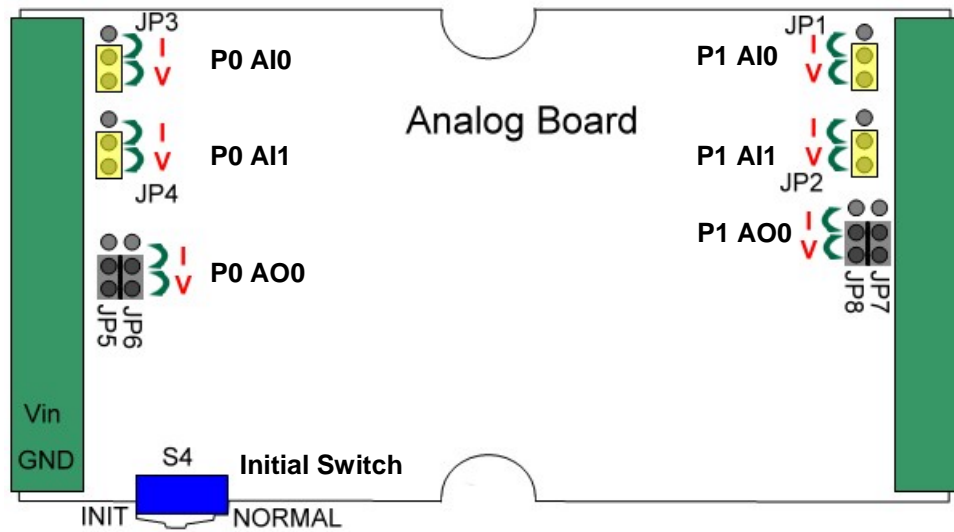 JP3
I
V
P0 AI0
JP1
I
V
P1 AI0
Analog Board
I
V
P0 AI1
JP4
I
V
P1 AI1
JP2
I
V
P1 AO0
I
V
P0 AO0
JP5
JP6
JP8
JP7
Vin
GND
S4
Initial Switch
INIT
NORMAL